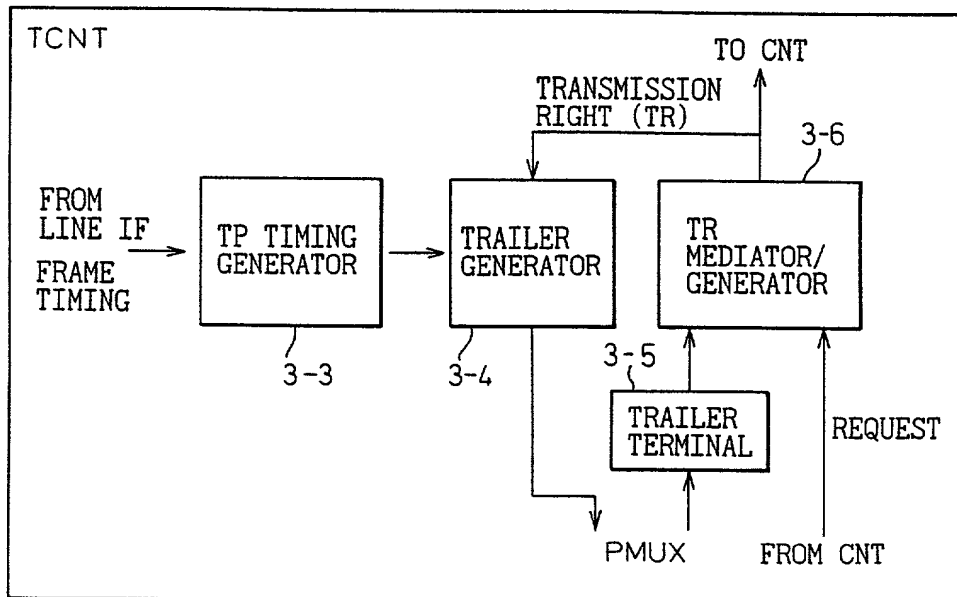 TCNT
TO CNT
TRANSMISSION
RIGHT (TR)
3-6
FROM
LINE IF
FRAME
TIMING
TP TIMING
GENERATOR
TRAILER
GENERATOR
TR
MEDIATOR/
GENERATOR
3-3
3-4
3-5
TRAILER
TERMINAL
REQUEST
PMUX
FROM CNT